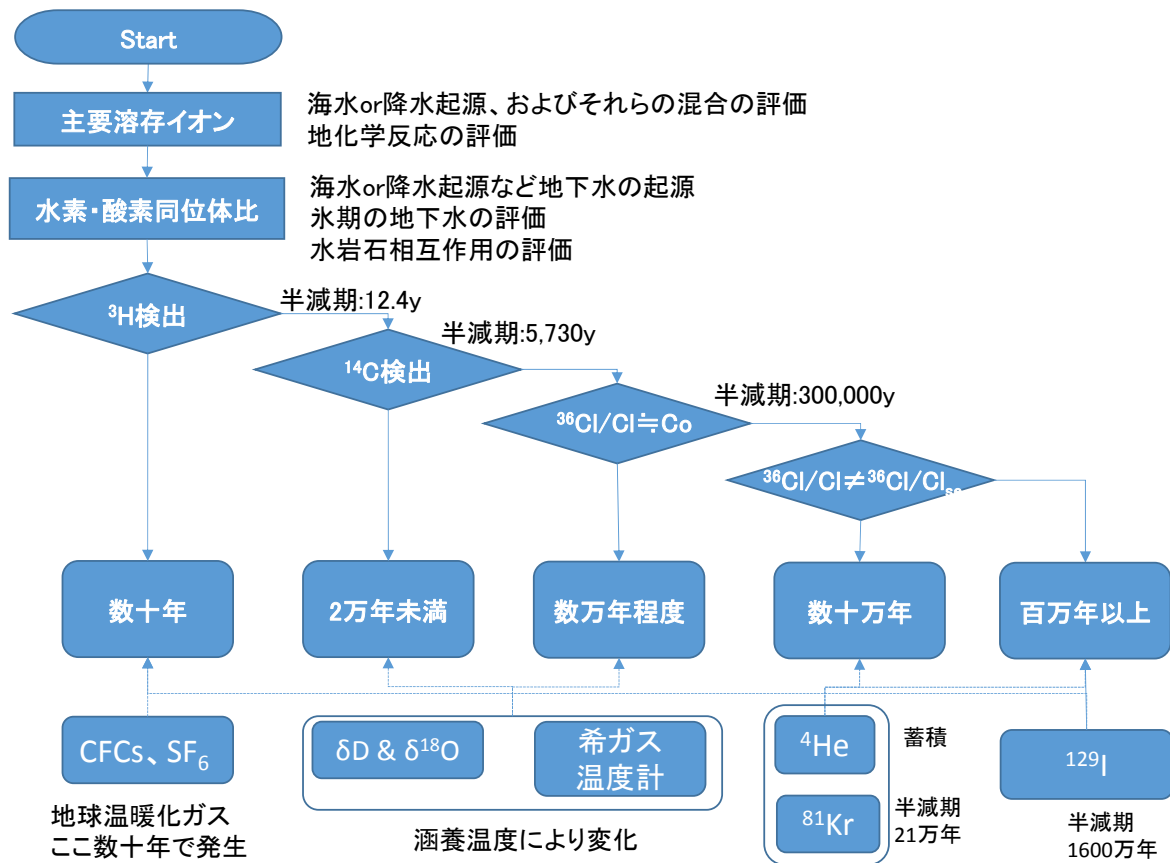 Start
主要溶存イオン
海水or降水起源、およびそれらの混合の評価
地化学反応の評価
水素・酸素同位体比
海水or降水起源など地下水の起源
氷期の地下水の評価
水岩石相互作用の評価
³H検出
半減期:12.4y
¹⁴C検出
半減期:5,730y
³⁶Cl/Cl≒Co
半減期:300,000y
³⁶Cl/Cl≠³⁶Cl/Cl
数十年
2万年未満
数万年程度
数十万年
百万年以上
CFCs、SF₆
地球温暖化ガス
ここ数十年で発生
δD & δ¹⁸O
希ガス
温度計
涵養温度により変化
⁴He
蓄積
⁸¹Kr
半減期
21万年
¹²⁹I
半減期
1600万年